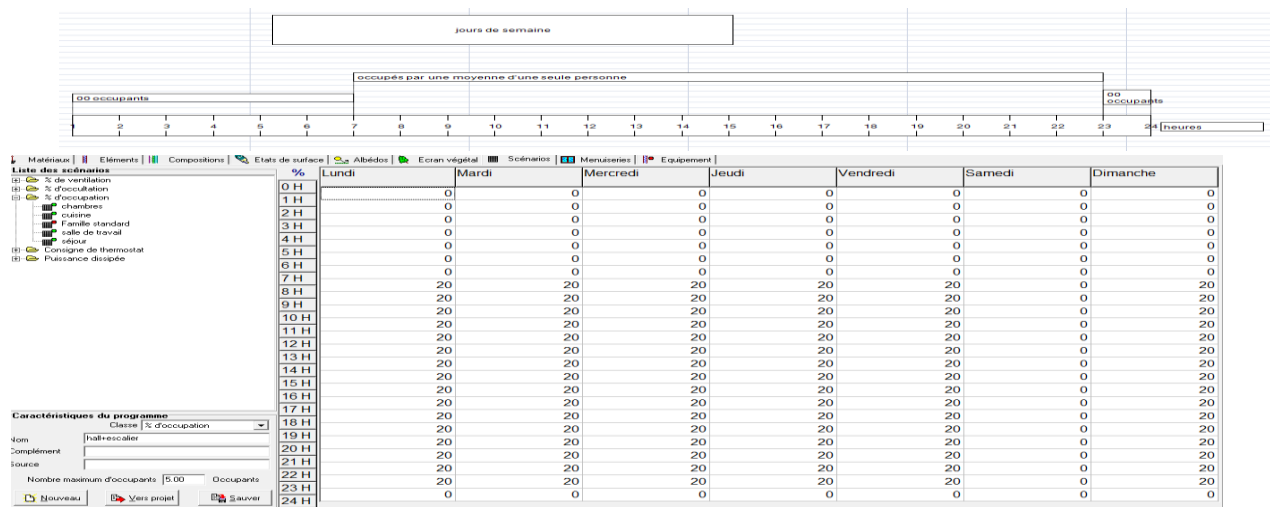 jours de semaine
occupés par une moyenne d'une seule personne
00 occupants
00 occupants
1 2 3 4 5 6 7 8 9 10 11 12 13 14 15 16 17 18 19 20 21 22 23 24 heures
Matériaux Eléments Compositions Etats de surface Albédos Ecran végétal Scénarios Menuiseries Equipement
Liste des scénarios
% de ventilation
% d'occultation
% d'occupation
chambres
cuisine
Famille standard
salle de travail
séjour
Consigne de thermostat
Puissance dissipée
Caractéristiques du programme
Classe % d'occupation
Nom hall+escalier
Complément
Source
Nombre maximum d'occupants 5.00 Occupants
Nouveau Vers projet Sauver
% Lundi Mardi Mercredi Jeudi Vendredi Samedi Dimanche
0 H
0 0 0 0 0 0 0
1 H
0 0 0 0 0 0 0
2 H
0 0 0 0 0 0 0
3 H
0 0 0 0 0 0 0
4 H
0 0 0 0 0 0 0
5 H
0 0 0 0 0 0 0
6 H
0 0 0 0 0 0 0
7 H
20 20 20 20 20 0 20
8 H
20 20 20 20 20 0 20
9 H
20 20 20 20 20 0 20
10 H
20 20 20 20 20 0 20
11 H
20 20 20 20 20 0 20
12 H
20 20 20 20 20 0 20
13 H
20 20 20 20 20 0 20
14 H
20 20 20 20 20 0 20
15 H
20 20 20 20 20 0 20
16 H
20 20 20 20 20 0 20
17 H
20 20 20 20 20 0 20
18 H
20 20 20 20 20 0 20
19 H
20 20 20 20 20 0 20
20 H
20 20 20 20 20 0 20
21 H
20 20 20 20 20 0 20
22 H
20 20 20 20 20 0 20
23 H
0 0 0 0 0 0 0
24 H